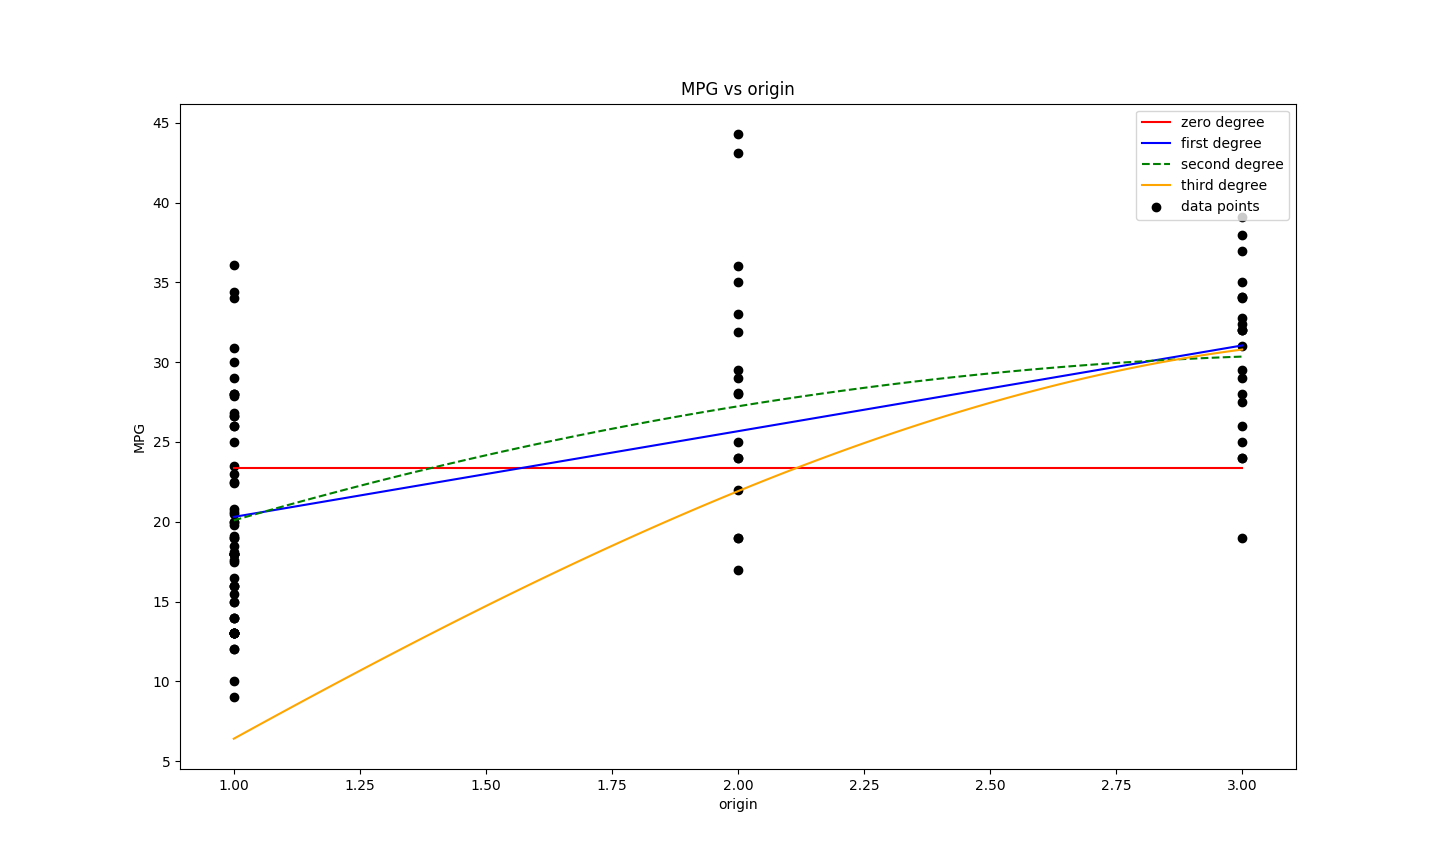 MPG vs origin
zero degree
first degree
second degree
third degree
data points
45
40
35
30
25
20
15
10
5
MPG
1.00 1.25 1.50 1.75 2.00 2.25 2.50 2.75 3.00
origin